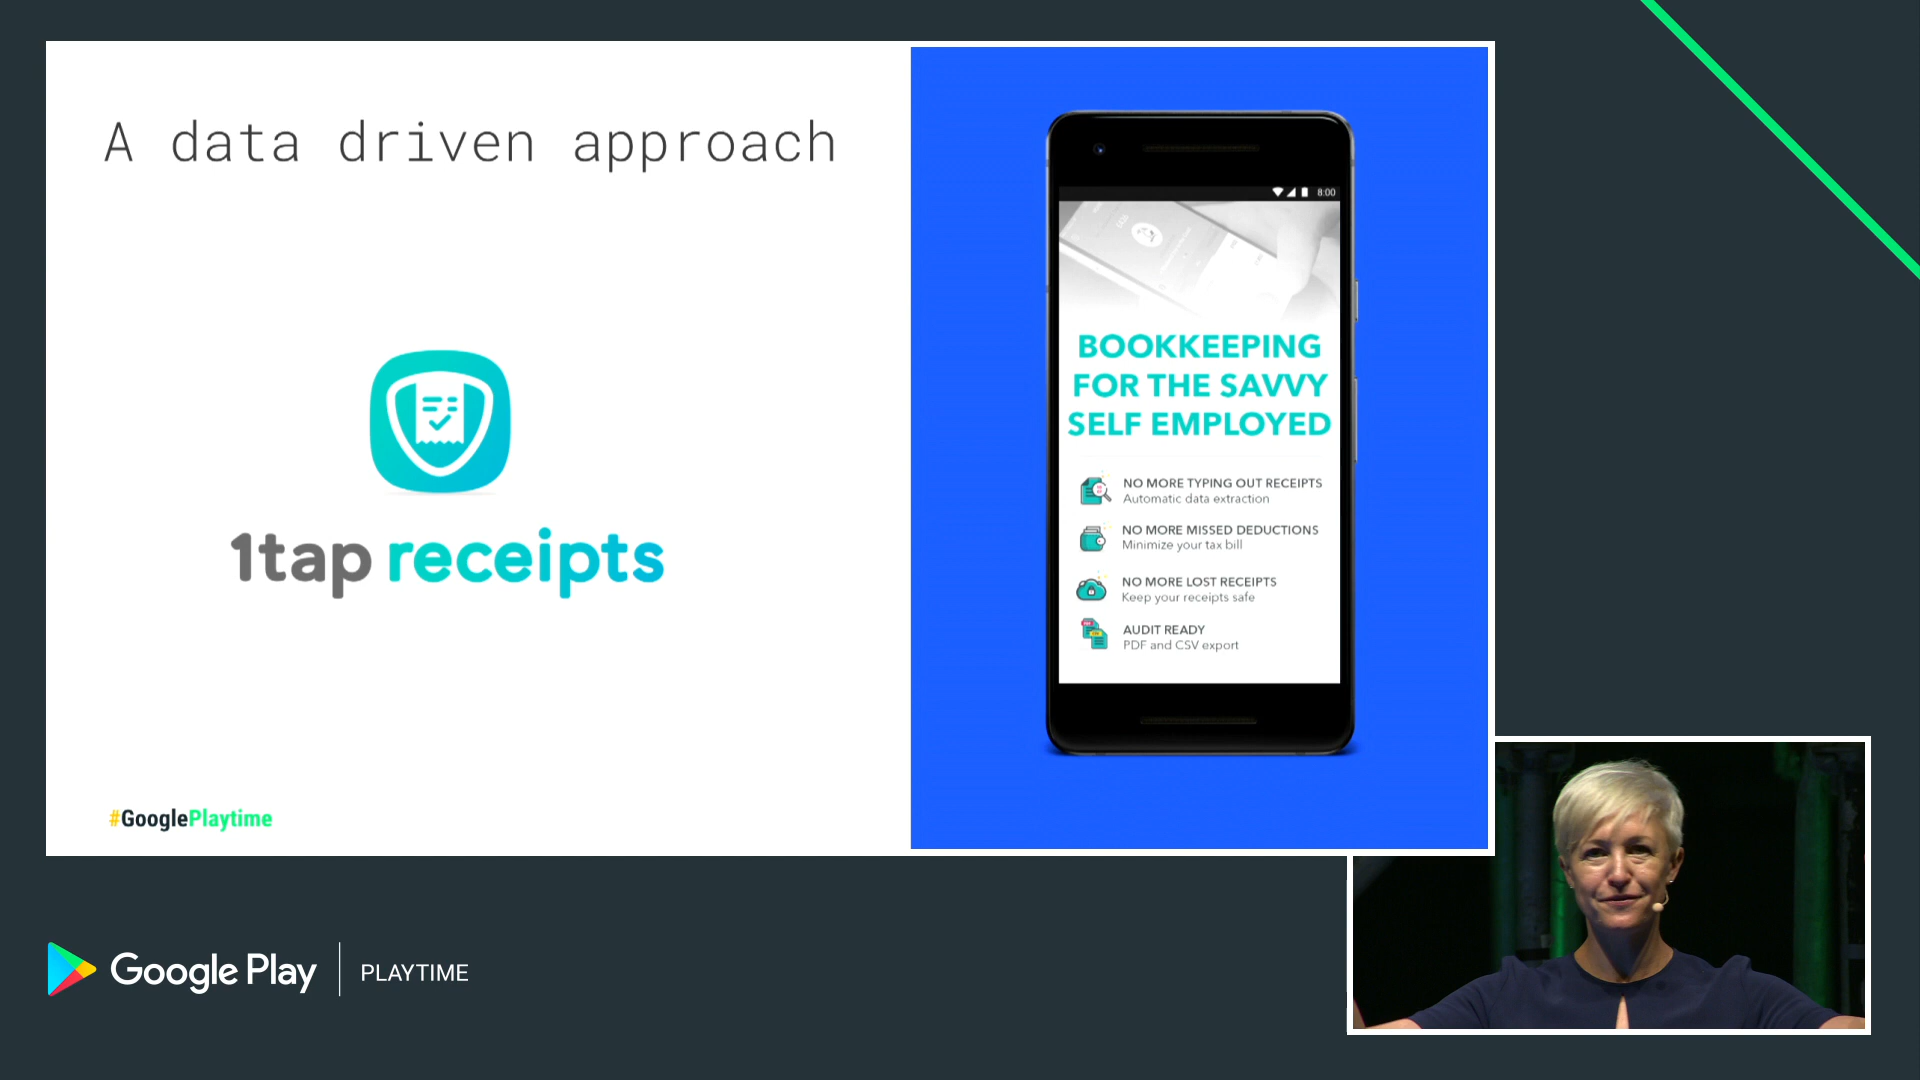 A data driven approach
1tap receipts
#GooglePlaytime
8:00
BOOKKEEPING
FOR THE SAVVY
SELF EMPLOYED
NO MORE TYPING OUT RECEIPTS
Automatic data extraction
NO MORE MISSED DEDUCTIONS
Minimize your tax bill
NO MORE LOST RECEIPTS
Keep your receipts safe
AUDIT READY
PDF and CSV export
Google Play
PLAYTIME